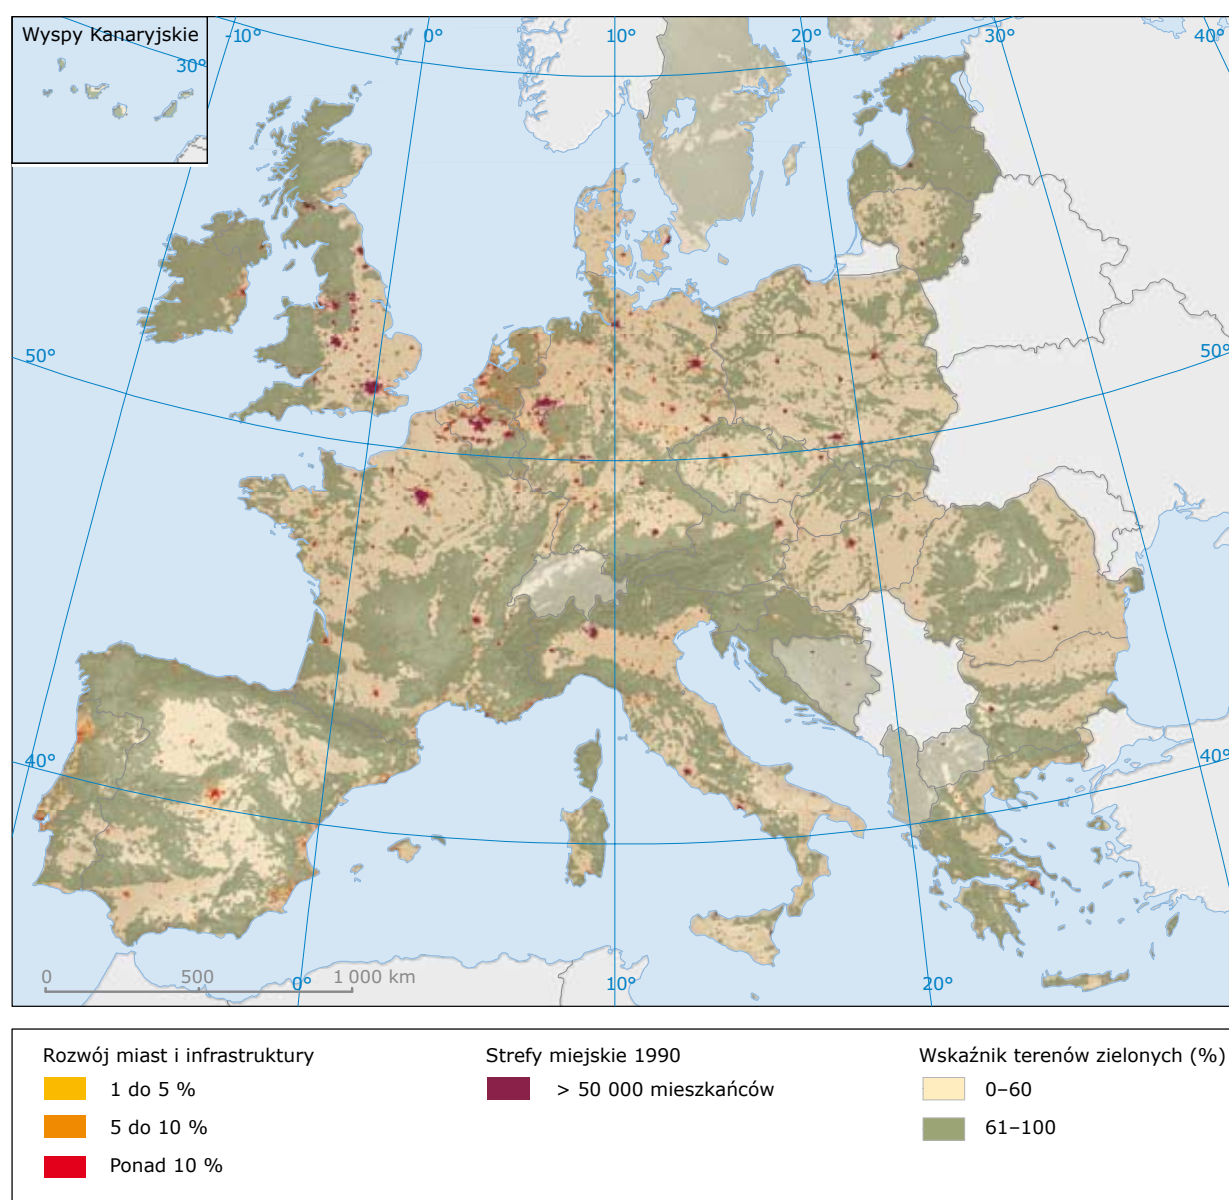 Wyspy Kanaryjskie
-10°
0°
10°
20°
30°
40°
30°
50°
50°
40°
40°
0
500
1 000 km
0°
10°
20°
Rozwój miast i infrastruktury
1 do 5 %
5 do 10 %
Ponad 10 %
Strefy miejskie 1990
> 50 000 mieszkańców
Wskaźnik terenów zielonych (%)
0–60
61–100